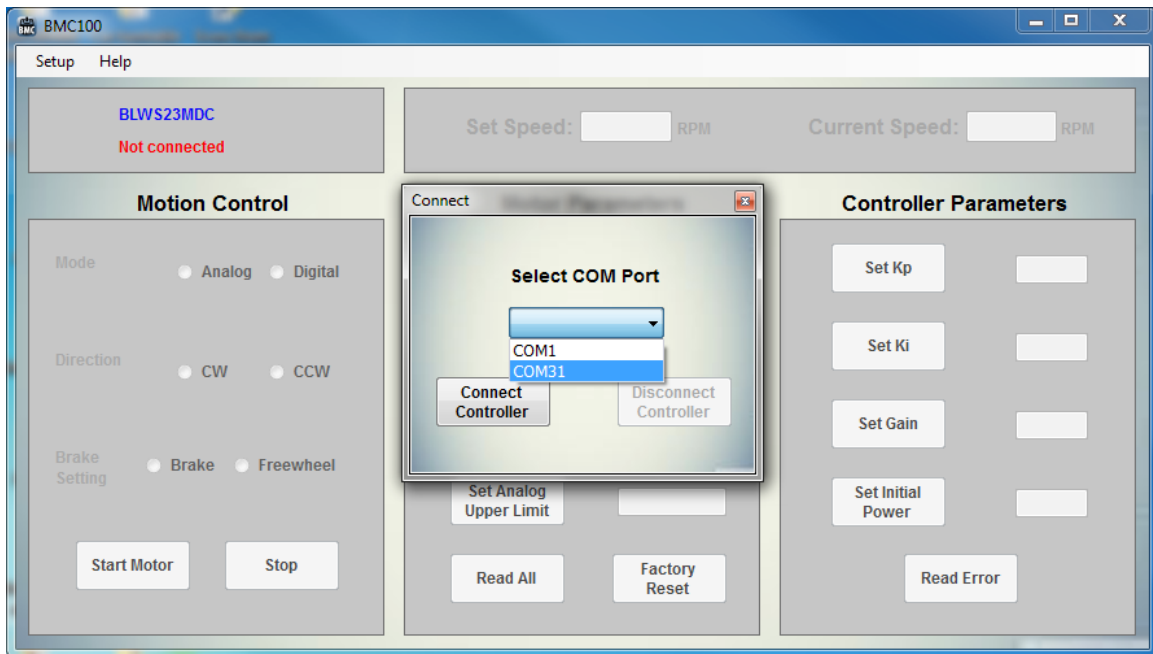 BMC100
Setup Help
BLWS23MDC
Not connected
Set Speed: RPM Current Speed: RPM
Motion Control
Mode
Analog Digital
Direction
CW CCW
Brake
Setting
Brake Freewheel
Start Motor Stop
Motor Parameters
Connect
Select COM Port
COM1
COM31
Connect
Controller
Disconnect
Controller
Set Analog
Upper Limit
Read All
Factory
Reset
Controller Parameters
Set Kp
Set Ki
Set Gain
Set Initial
Power
Read Error